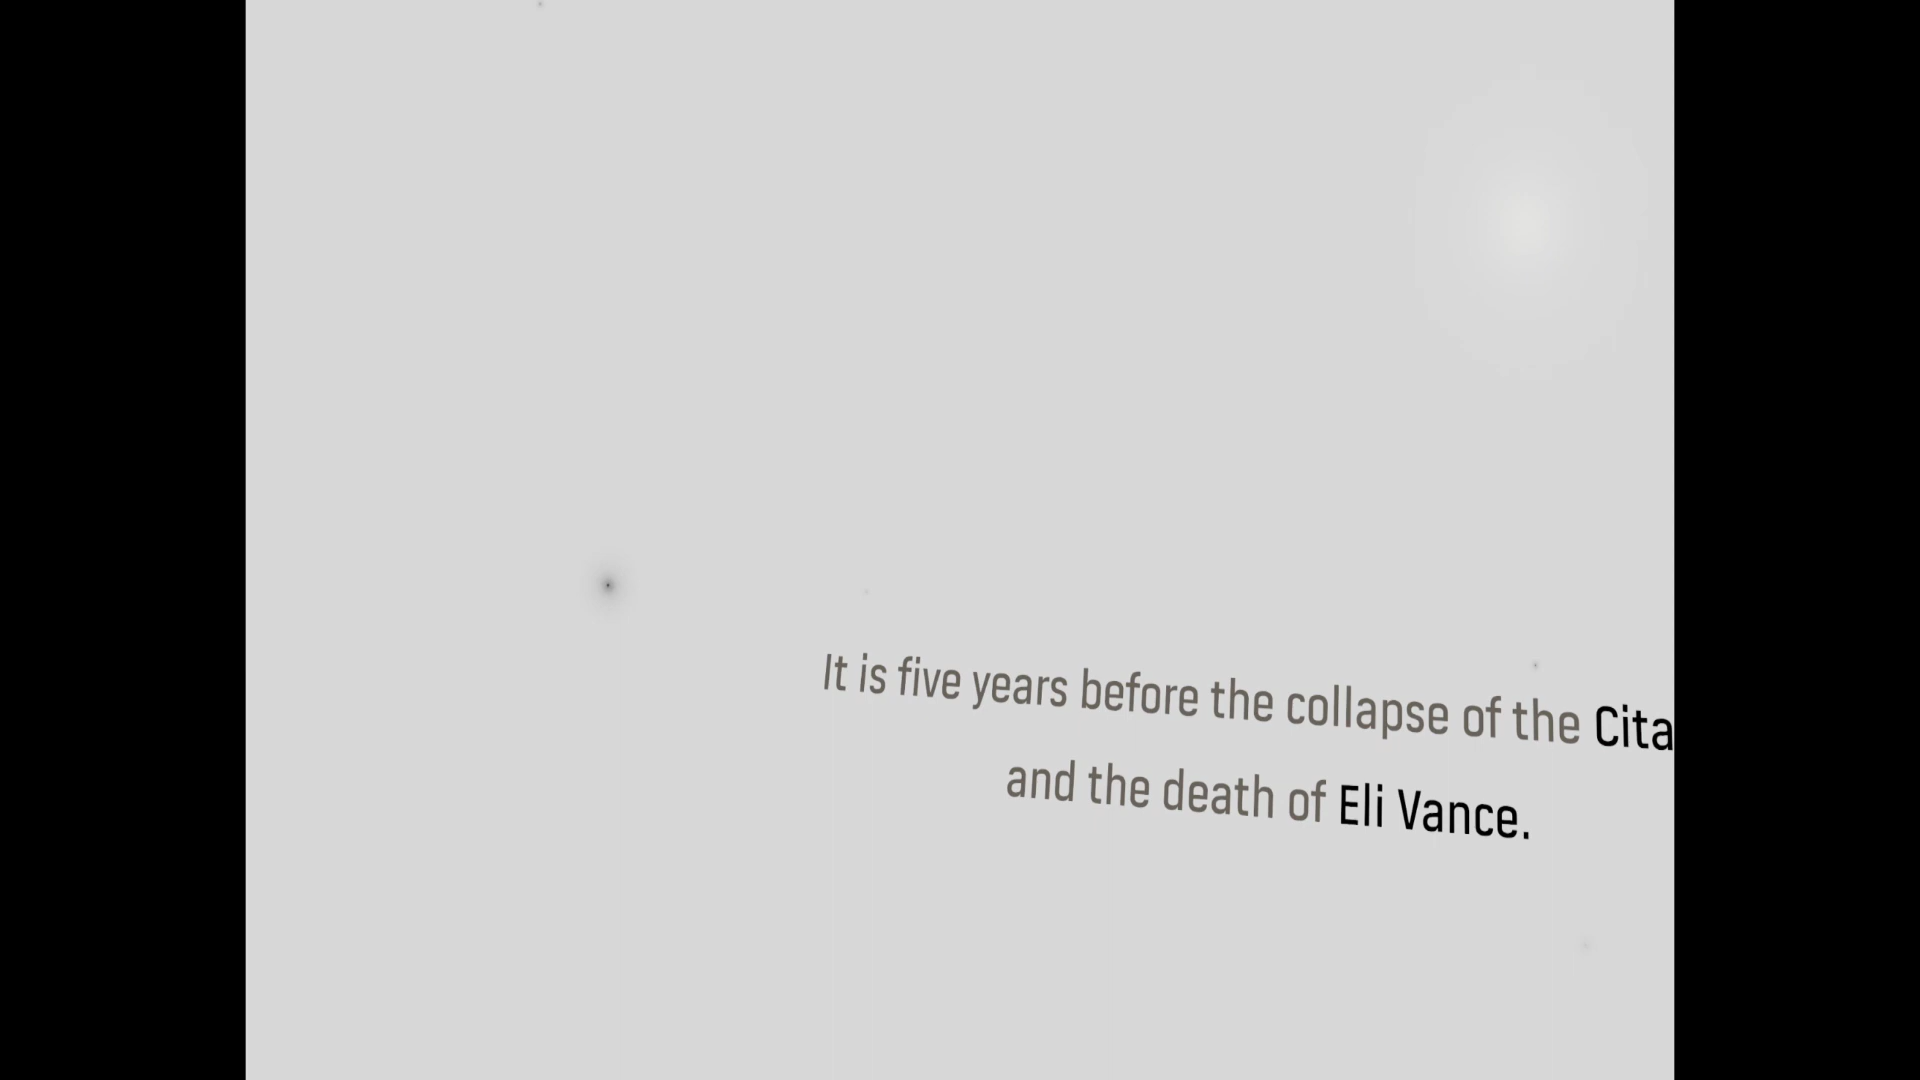 It is five years before the collapse of the Cita
and the death of Eli Vance.